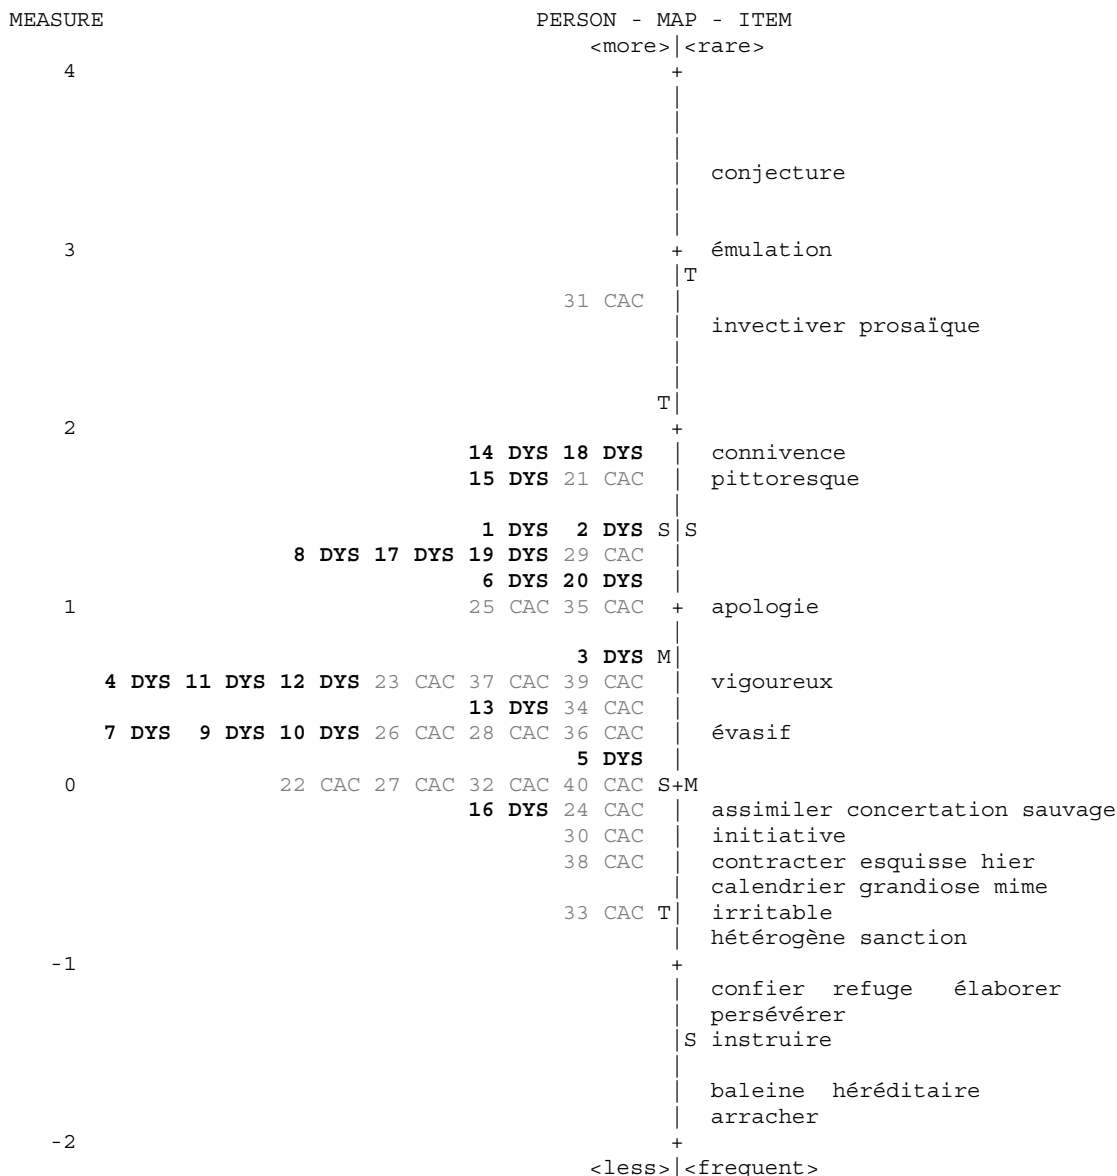 MEASURE PERSON - MAP - ITEM
<more>|<rare>
4 +
|
|
|
| conjecture
|
|
3 + émulation
|T
31 CAC |
| invectiver prosaïque
|
|
T|
2 +
14 DYS 18 DYS | connivence
15 DYS 21 CAC | pittoresque
|
1 DYS 2 DYS S|S
8 DYS 17 DYS 19 DYS 29 CAC |
6 DYS 20 DYS |
1 25 CAC 35 CAC + apologie
|
3 DYS M|
4 DYS 11 DYS 12 DYS 23 CAC 37 CAC 39 CAC | vigoureux
13 DYS 34 CAC |
7 DYS 9 DYS 10 DYS 26 CAC 28 CAC 36 CAC | évasif
5 DYS |
0 22 CAC 27 CAC 32 CAC 40 CAC S+M
16 DYS 24 CAC | assimiler concertation sauvage
30 CAC | initiative
38 CAC | contracter esquisse hier
| calendrier grandiose mime
33 CAC T| irritable
| hétérogène sanction
-1 +
| confier refuge élaborer
| persévérer
|S instruire
|
| baleine héréditaire
| arracher
-2 +
<less>|<frequent>